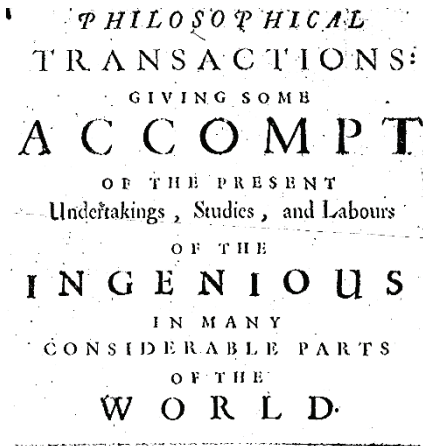 PHILOSOPHICAL
TRANSACTIONS:
GIVING SOME
ACCOMPT
OF THE PRESENT
Undertakings, Studies, and Labours
OF THE
INGENIOUS
IN MANY
CONSIDERABLE PARTS
OF THE
WORLD.